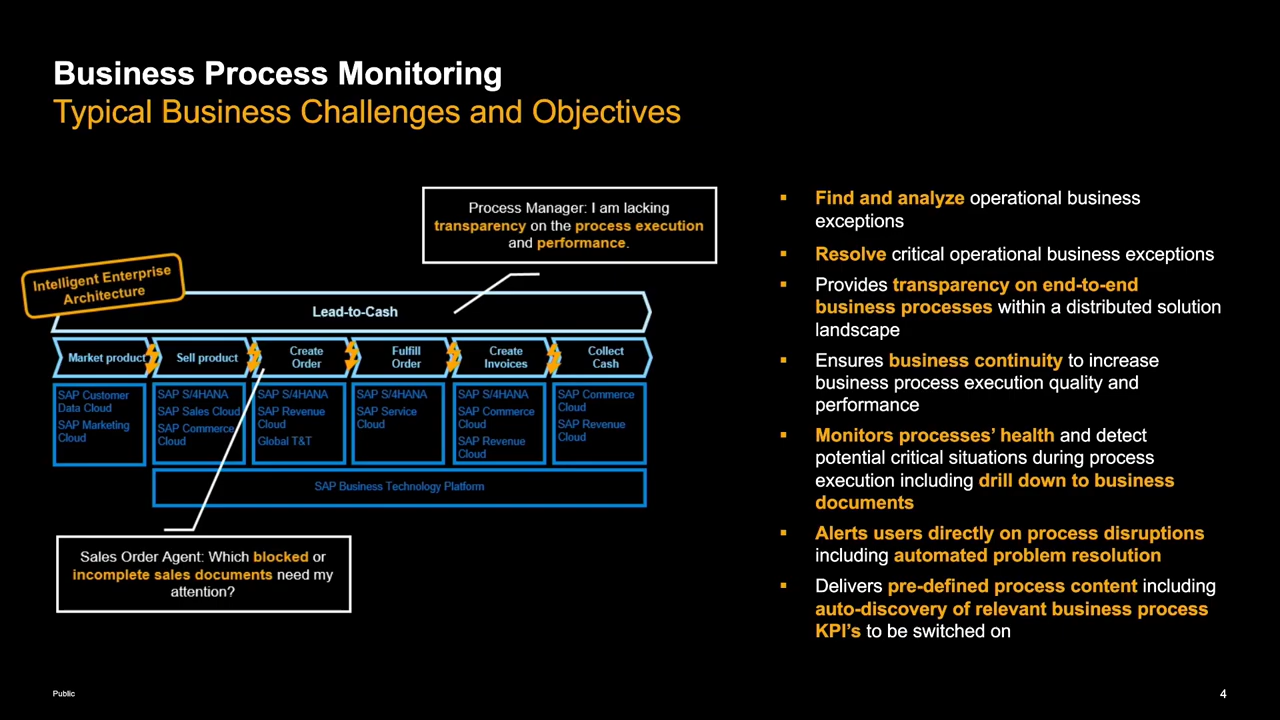 Business Process Monitoring
Typical Business Challenges and Objectives
Process Manager: I am lacking
transparency on the process execution
and performance.
Intelligent Enterprise
Architecture
Lead-to-Cash
Market product
Sell product
Create
Order
Fulfill
Order
Create
Invoices
Collect
Cash
SAP Customer
Data Cloud
SAP Marketing
Cloud
SAP S/4HANA
SAP Sales Cloud
SAP Commerce
Cloud
SAP S/4HANA
SAP Revenue
Cloud
Global T&T
SAP S/4HANA
SAP Service
Cloud
SAP S/4HANA
SAP Commerce
Cloud
SAP Revenue
Cloud
SAP Commerce
Cloud
SAP Revenue
Cloud
SAP Business Technology Platform
Sales Order Agent: Which blocked or
incomplete sales documents need my
attention?
▪ Find and analyze operational business
exceptions
▪ Resolve critical operational business exceptions
▪ Provides transparency on end-to-end
business processes within a distributed solution
landscape
▪ Ensures business continuity to increase
business process execution quality and
performance
▪ Monitors processes’ health and detect
potential critical situations during process
execution including drill down to business
documents
▪ Alerts users directly on process disruptions
including automated problem resolution
▪ Delivers pre-defined process content including
auto-discovery of relevant business process
KPI’s to be switched on
Public
4